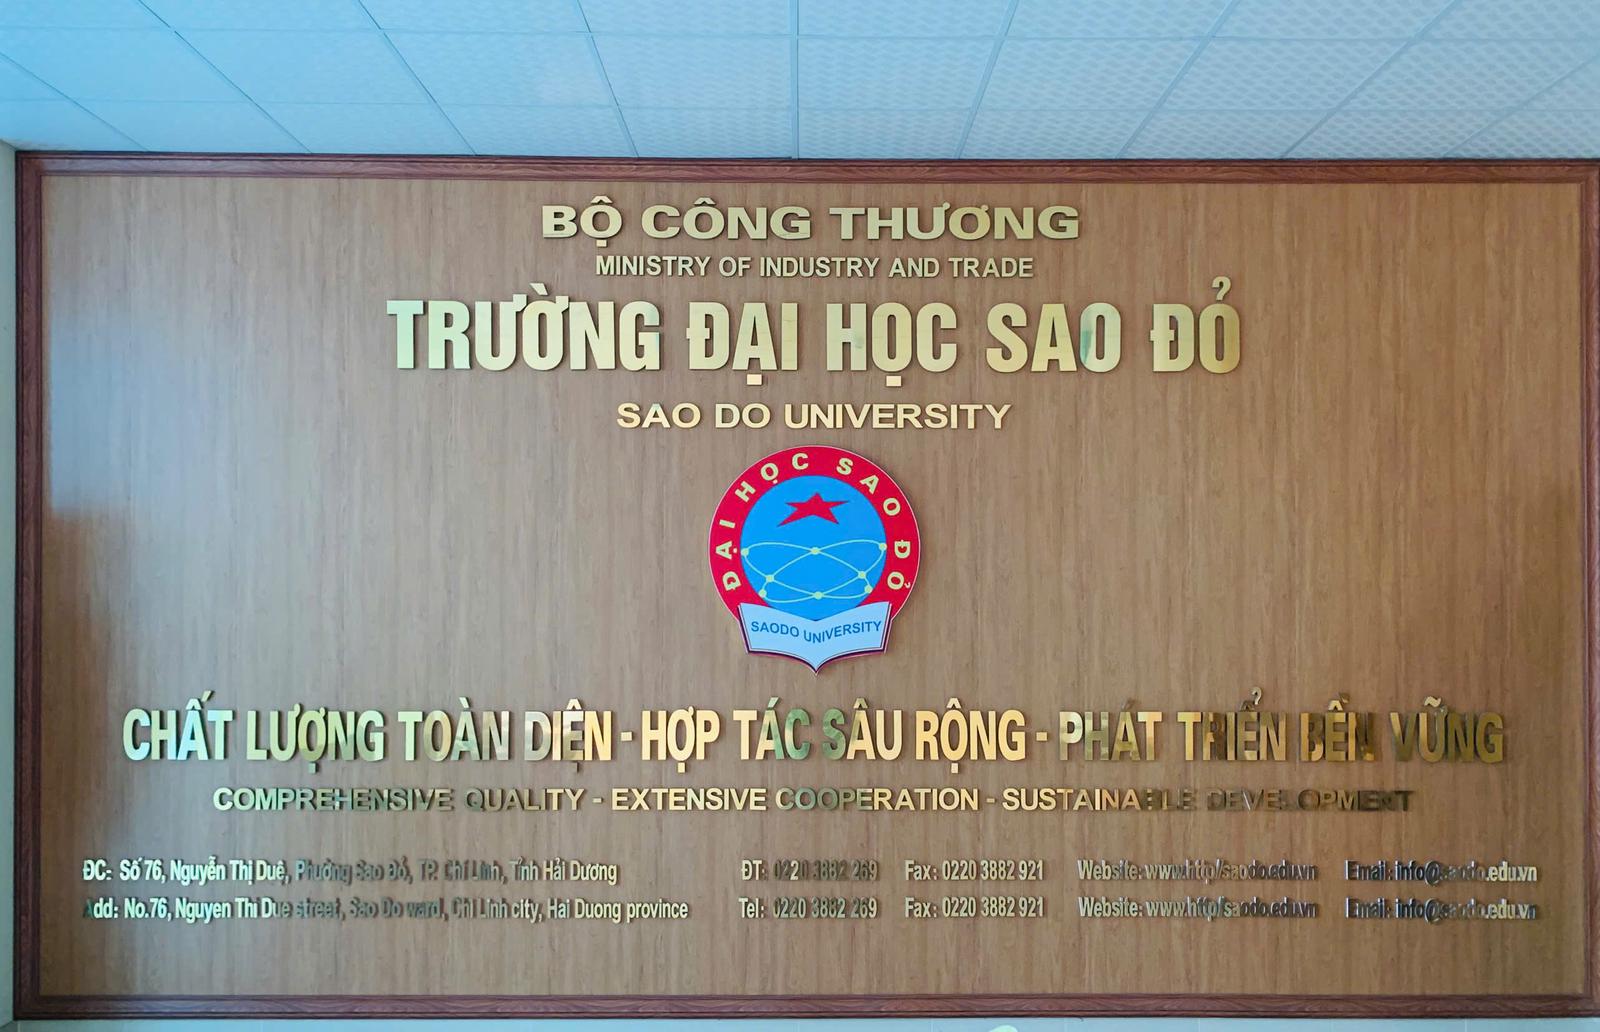 BỘ CÔNG THƯƠNG
MINISTRY OF INDUSTRY AND TRADE
TRƯỜNG ĐẠI HỌC SAO ĐỎ
SAO DO UNIVERSITY
ĐẠI HỌC SAO ĐỎ
SAODO UNIVERSITY
CHẤT LƯỢNG TOÀN DIỆN - HỢP TÁC SÂU RỘNG - PHÁT TRIỂN BỀN VỮNG
COMPREHENSIVE QUALITY - EXTENSIVE COOPERATION - SUSTAINABLE DEVELOPMENT
ĐC: Số 76, Nguyễn Thị Duệ, Phường Sao Đỏ, TP. Chí Linh, Tỉnh Hải Dương ĐT: 0220 3882 269 Fax: 0220 3882 921 Website: www.http/saodo.edu.vn Email: info@saodo.edu.vn
Add: No.76, Nguyen Thi Due street, Sao Do ward, Chi Linh city, Hai Duong province Tel: 0220 3882 269 Fax: 0220 3882 921 Website: www.http/saodo.edu.vn Email: info@saodo.edu.vn